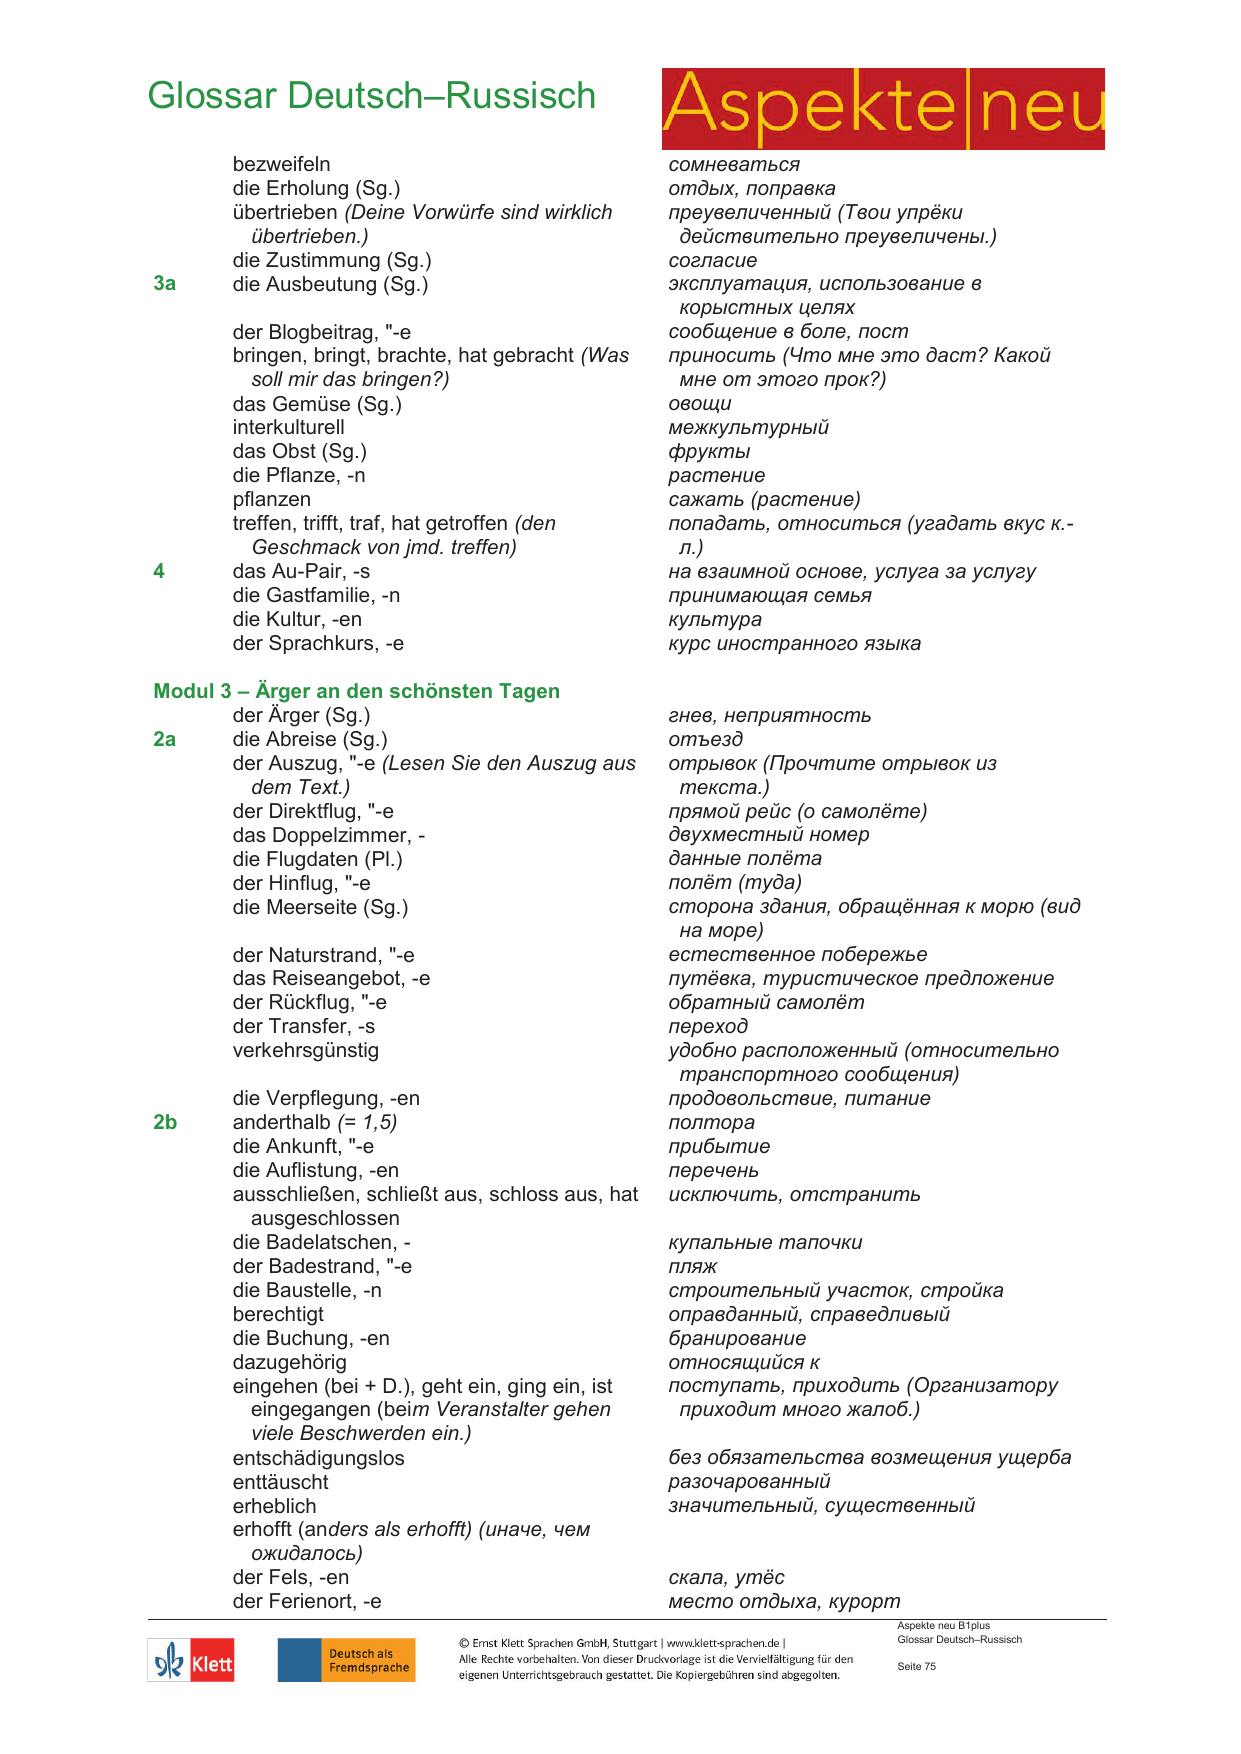 Glossar Deutsch–Russisch
Aspekte|neu
bezweifeln сомневаться
die Erholung (Sg.) отдых, поправка
übertrieben (Deine Vorwürfe sind wirklich преувеличенный (Твои упрёки
übertrieben.) действительно преувеличены.)
die Zustimmung (Sg.) согласие
3a die Ausbeutung (Sg.) эксплуатация, использование в
корыстных целях
der Blogbeitrag, "-e сообщение в боле, пост
bringen, bringt, brachte, hat gebracht (Was приносить (Что мне это даст? Какой
soll mir das bringen?) мне от этого прок?)
das Gemüse (Sg.) овощи
interkulturell межкультурный
das Obst (Sg.) фрукты
die Pflanze, -n растение
pflanzen сажать (растение)
treffen, trifft, traf, hat getroffen (den попадать, относиться (угадать вкус к.-
Geschmack von jmd. treffen) л.)
4 das Au-Pair, -s на взаимной основе, услуга за услугу
die Gastfamilie, -n принимающая семья
die Kultur, -en культура
der Sprachkurs, -e курс иностранного языка
Modul 3 – Ärger an den schönsten Tagen
der Ärger (Sg.) гнев, неприятность
2a die Abreise (Sg.) отъезд
der Auszug, "-e (Lesen Sie den Auszug aus отрывок (Прочтите отрывок из
dem Text.) текста.)
der Direktflug, "-e прямой рейс (о самолёте)
das Doppelzimmer, - двухместный номер
die Flugdaten (Pl.) данные полёта
der Hinflug, "-e полёт (туда)
die Meerseite (Sg.) сторона здания, обращённая к морю (вид
на море)
der Naturstrand, "-e естественное побережье
das Reiseangebot, -e путёвка, туристическое предложение
der Rückflug, "-e обратный самолёт
der Transfer, -s переход
verkehrsgünstig удобно расположенный (относительно
транспортного сообщения)
die Verpflegung, -en продовольствие, питание
2b anderthalb (= 1,5) полтора
die Ankunft, "-e прибытие
die Auflistung, -en перечень
ausschließen, schließt aus, schloss aus, hat исключить, отстранить
ausgeschlossen
die Badelatschen, - купальные тапочки
der Badestrand, "-e пляж
die Baustelle, -n строительный участок, стройка
berechtigt оправданный, справедливый
die Buchung, -en бранирование
dazugehörig относящийся к
eingehen (bei + D.), geht ein, ging ein, ist поступать, приходить (Организатору
eingegangen (beim Veranstalter gehen приходит много жалоб.)
viele Beschwerden ein.)
entschädigungslos без обязательства возмещения ущерба
enttäuscht разочарованный
erheblich значительный, существенный
erhofft (anders als erhofft) (иначе, чем
ожидалось)
der Fels, -en скала, утёс
der Ferienort, -e место отдыха, курорт
Klett
Deutsch als
Fremdsprache
© Ernst Klett Sprachen GmbH, Stuttgart | www.klett-sprachen.de |
Alle Rechte vorbehalten. Von dieser Druckvorlage ist die Vervielfältigung für den
eigenen Unterrichtsgebrauch gestattet. Die Kopiergebühren sind abgegolten.
Aspekte neu B1plus
Glossar Deutsch–Russisch
Seite 75